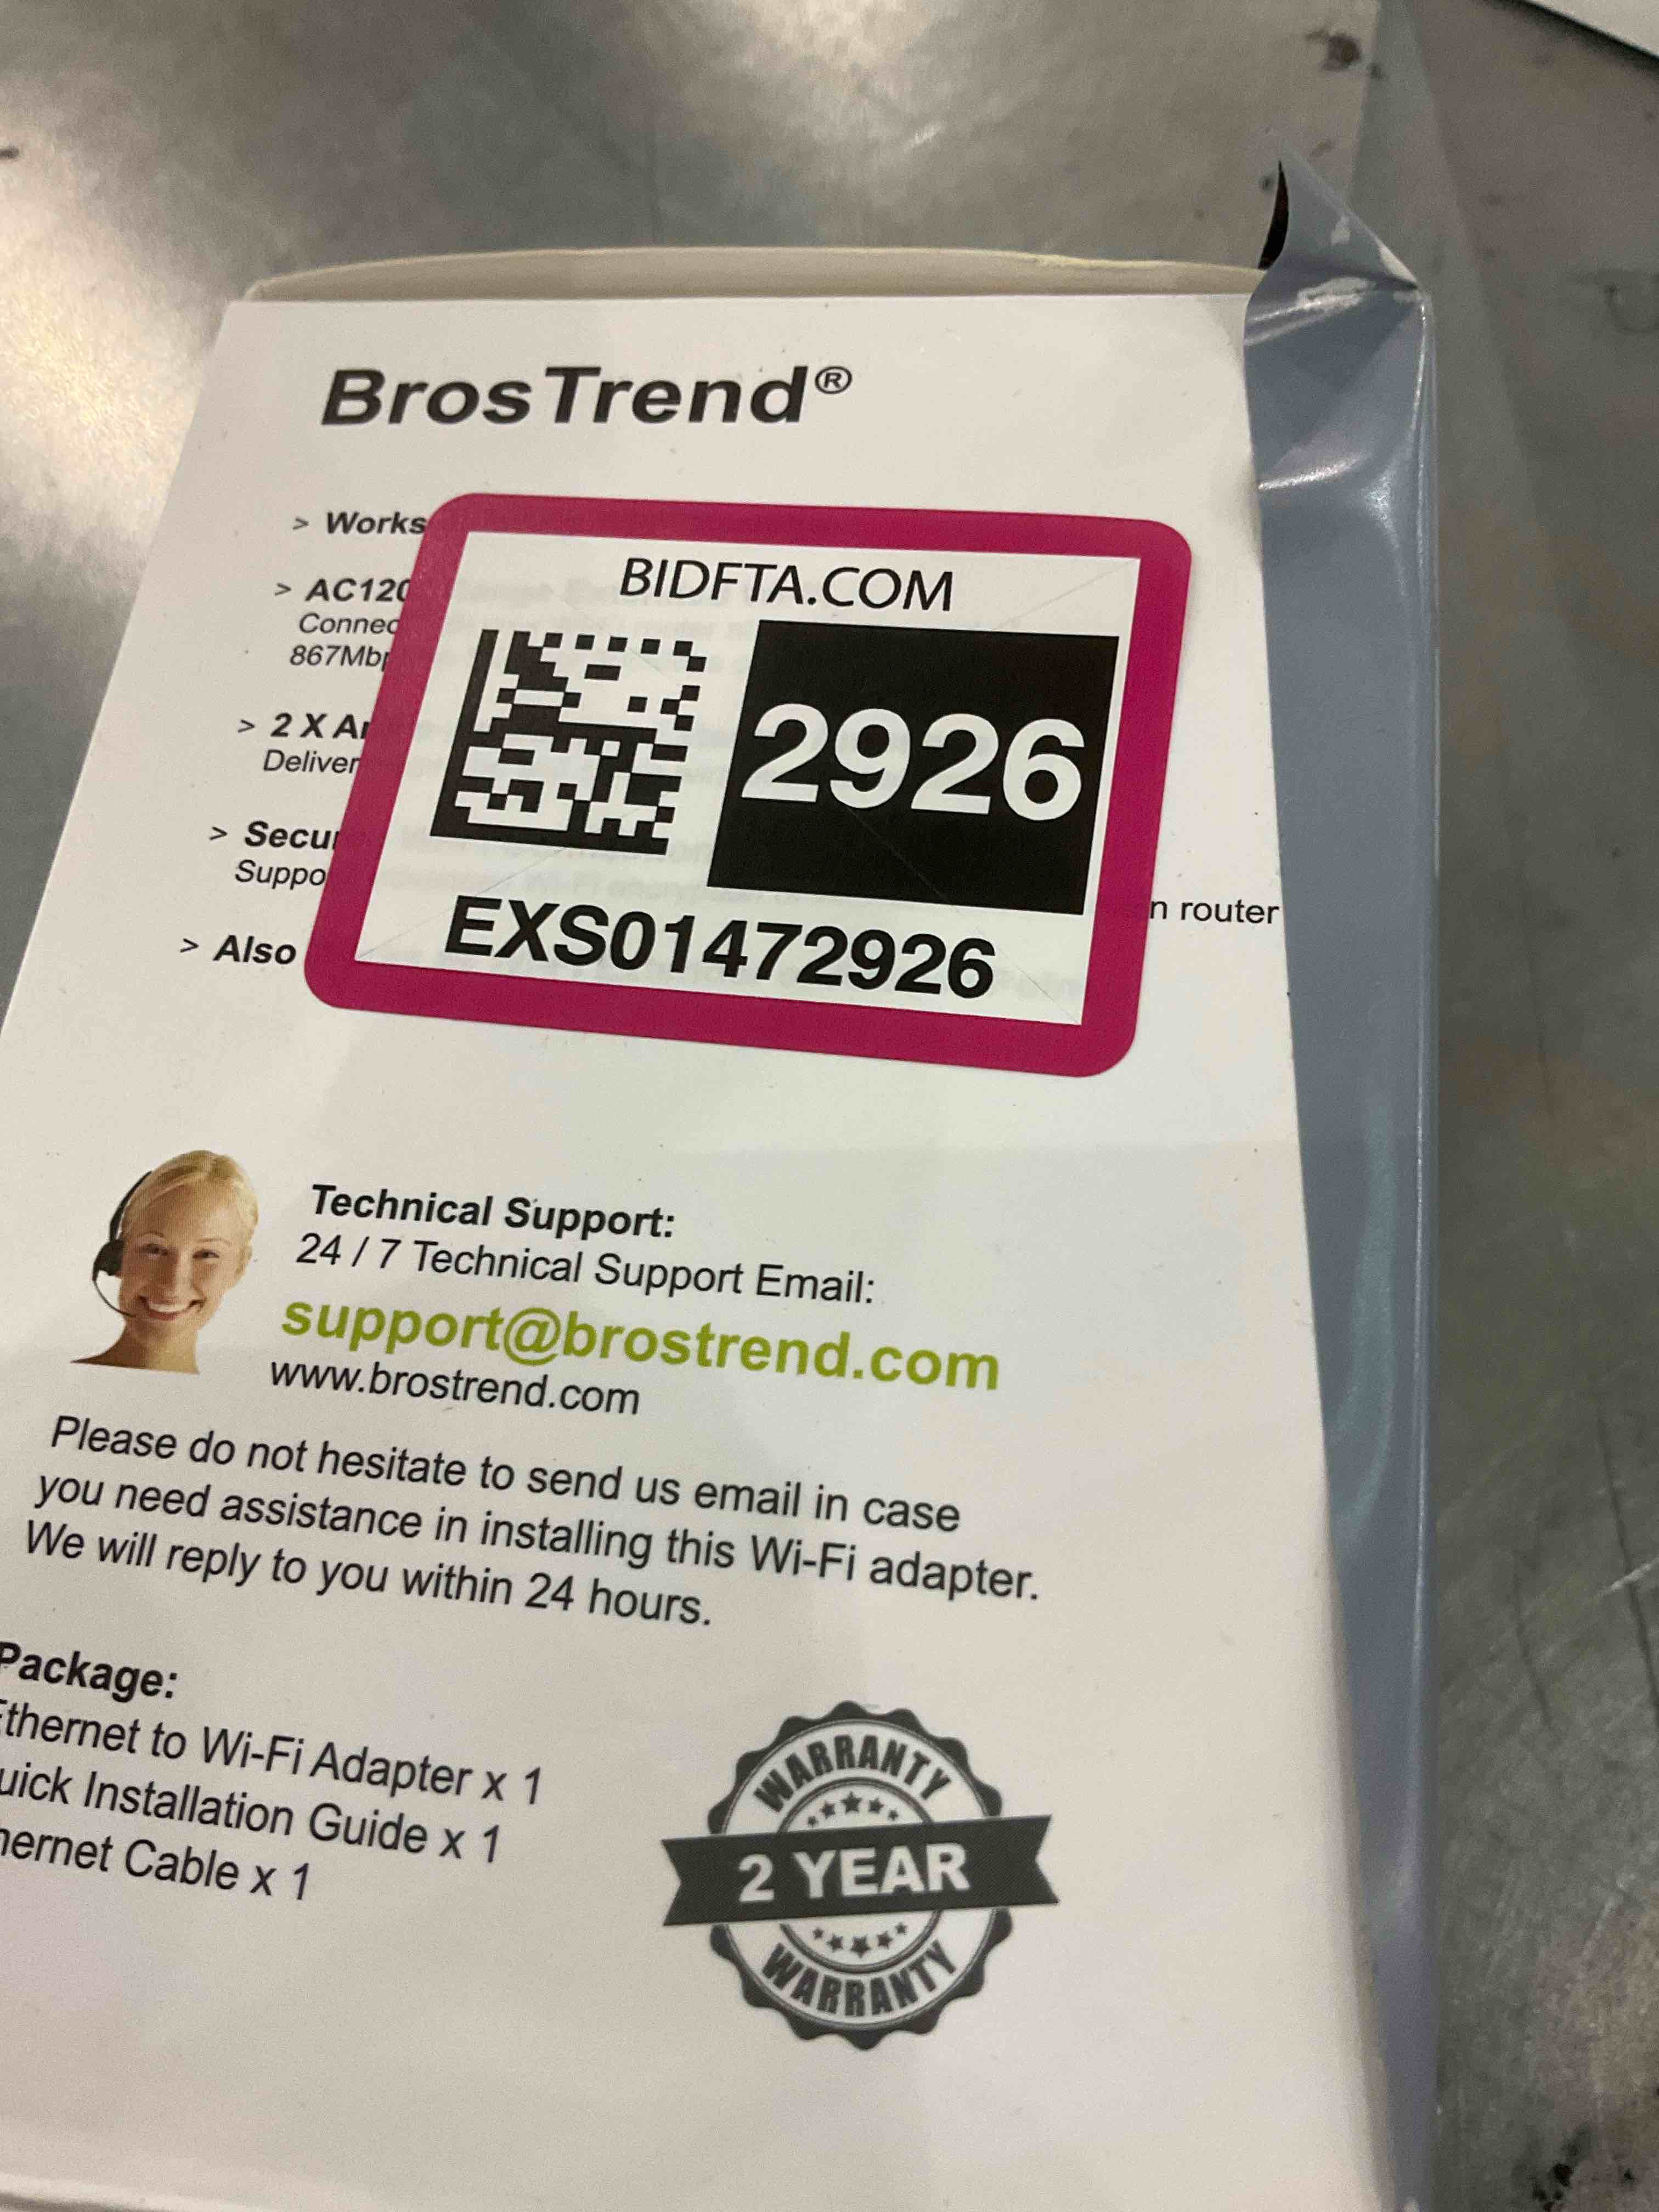 BrosTrend®
> Works
> AC120
Connec
867Mbp
> 2 X A
Deliver
> Secu
Suppo
n router
> Also
BIDFTA.COM
2926
EXS01472926
Technical Support:
24 / 7 Technical Support Email:
support@brostrend.com
www.brostrend.com
Please do not hesitate to send us email in case
you need assistance in installing this Wi-Fi adapter.
We will reply to you within 24 hours.
Package:
Ethernet to Wi-Fi Adapter x 1
uick Installation Guide x 1
hernet Cable x 1
WARRANTY
2 YEAR
WARRANTY